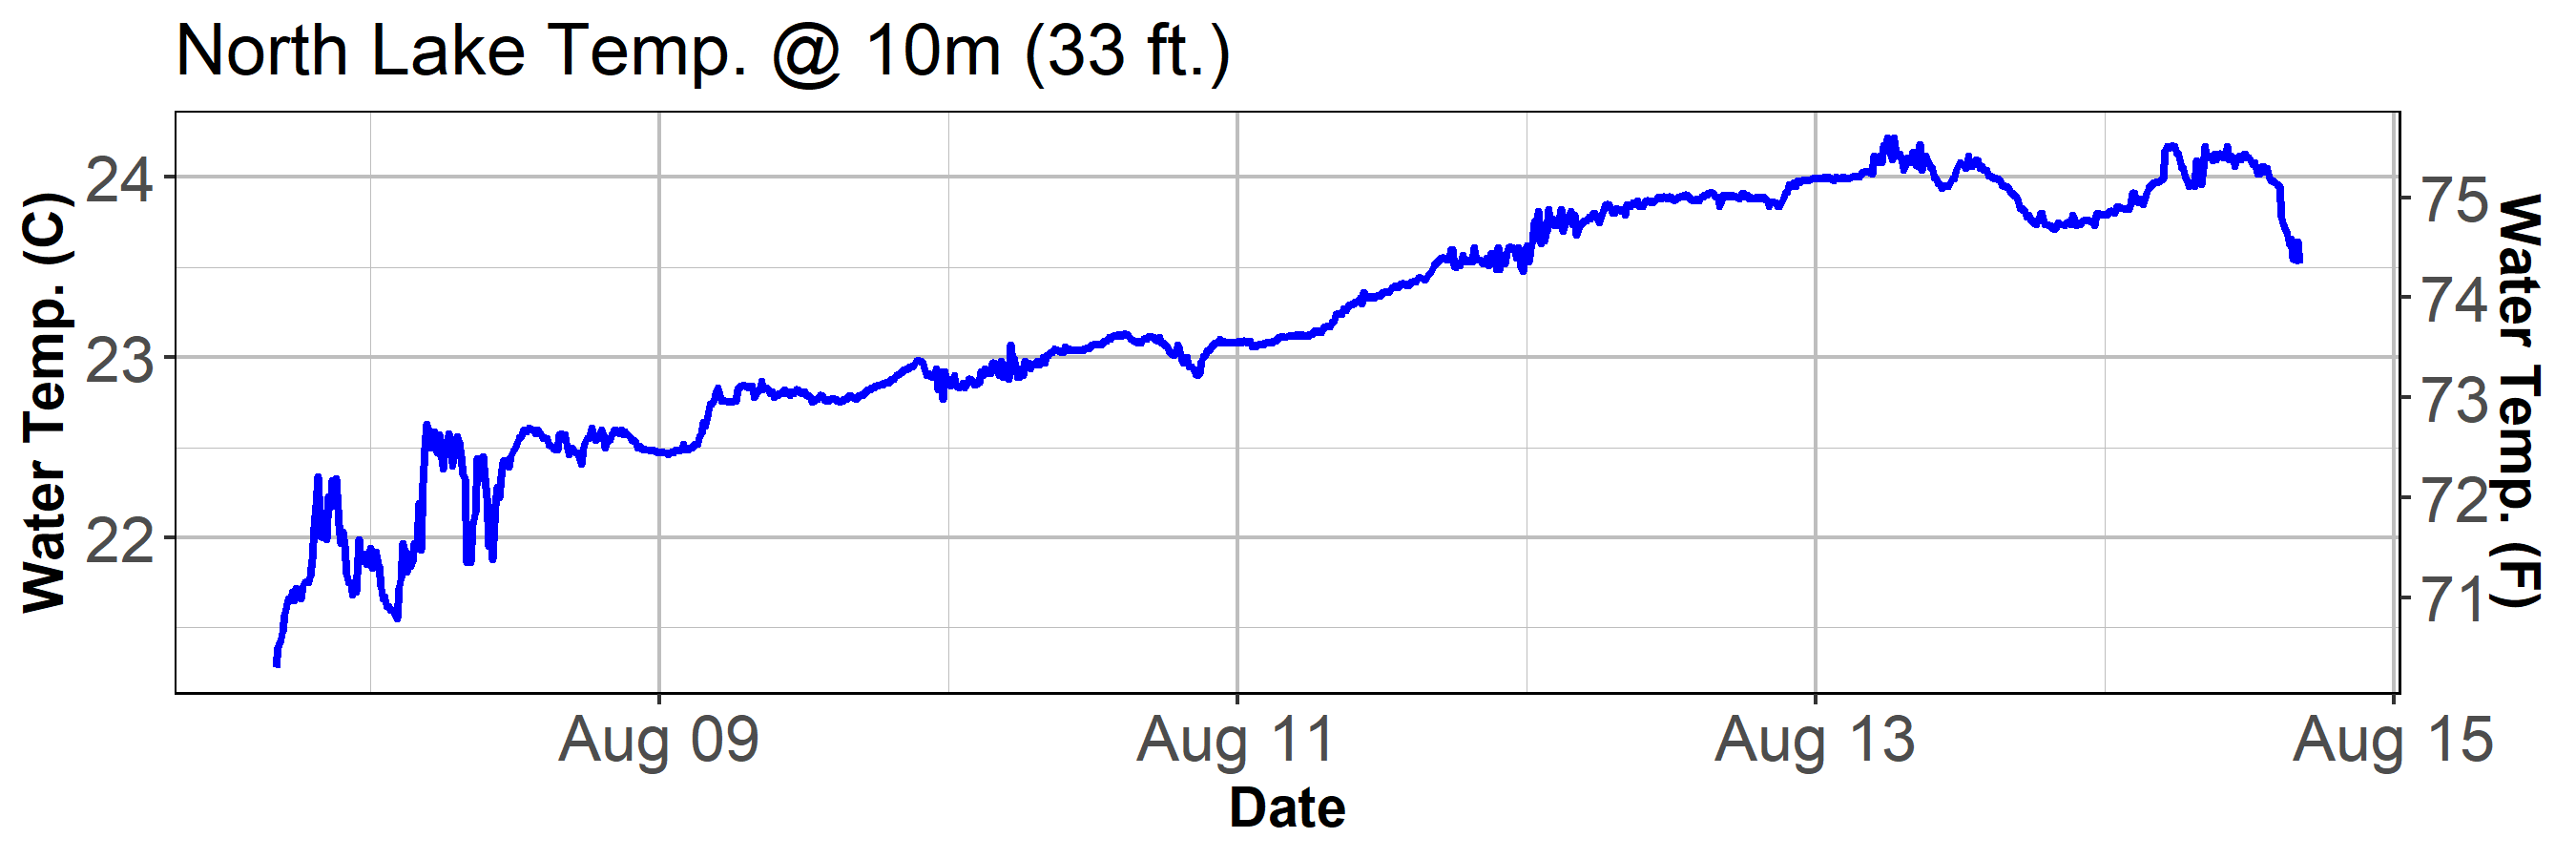 North Lake Temp. @ 10m (33 ft.)
Water Temp. (C)
24
23
22
75
74
73
72
71
Water Temp. (F)
Aug 09 Aug 11 Aug 13 Aug 15
Date